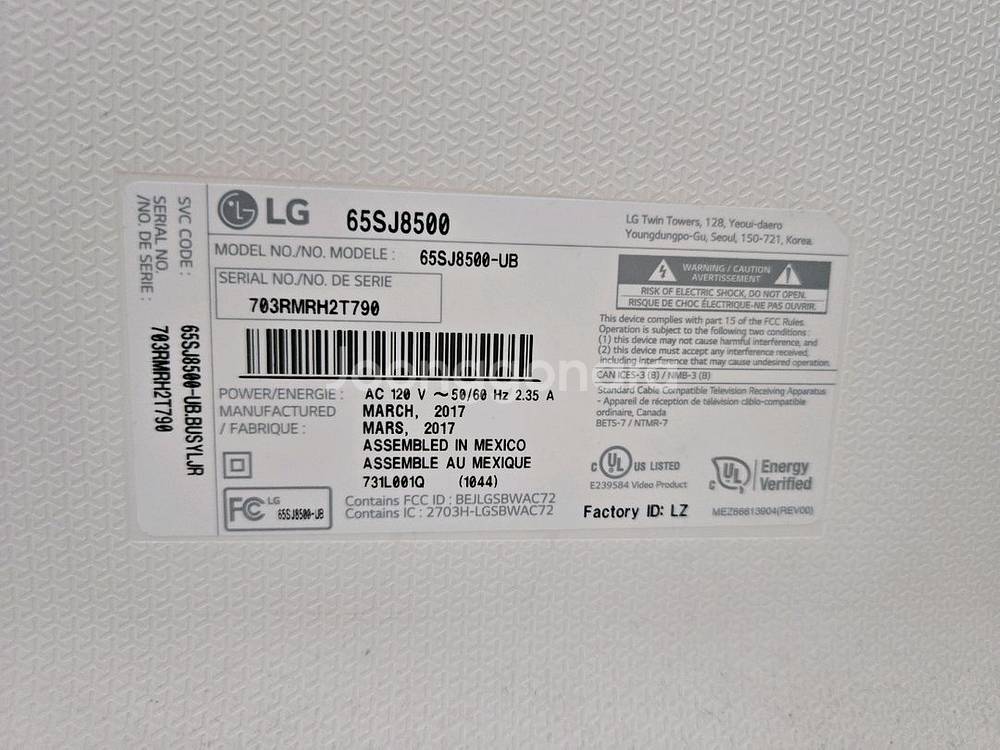 SVC CODE : 65SJ8500-UB.BUSYLJR
SERIAL NO. 703RMRH2T790
/NO. DE SÉRIE :
LG 65SJ8500
MODEL NO./NO. MODELE : 65SJ8500-UB
SERIAL NO./NO. DE SERIE
703RMRH2T790
POWER/ENERGIE : AC 120 V ~ 50/60 Hz 2.35 A
MANUFACTURED MARCH, 2017
/ FABRIQUE : MARS, 2017
ASSEMBLED IN MEXICO
ASSEMBLE AU MEXIQUE
731L001Q (1044)
FC LG 65SJ8500-UB
Contains FCC ID : BEJLGSBWAC72
Contains IC : 2703H-LGSBWAC72
LG Twin Towers, 128, Yeoui-daero
Youngdungpo-Gu, Seoul, 150-721, Korea.
WARNING / CAUTION
AVERTISSEMENT
RISK OF ELECTRIC SHOCK, DO NOT OPEN.
RISQUE DE CHOC ÉLECTRIQUE-NE PAS OUVRIR.
This device complies with part 15 of the FCC Rules.
Operation is subject to the following two conditions :
(1) this device may not cause harmful interference, and
(2) this device must accept any interference received,
including interference that may cause undesired operation.
CAN ICES-3 (B) / NMB-3 (B)
Standard Cable Compatible Television Receiving Apparatus
- Appareil de réception de télévision câblo-compatible
ordinaire, Canada
BETS-7 / NTMR-7
c UL US LISTED
E239584 Video Product
c UL Energy
Verified
Factory ID: LZ
MEZ66613904(REV00)